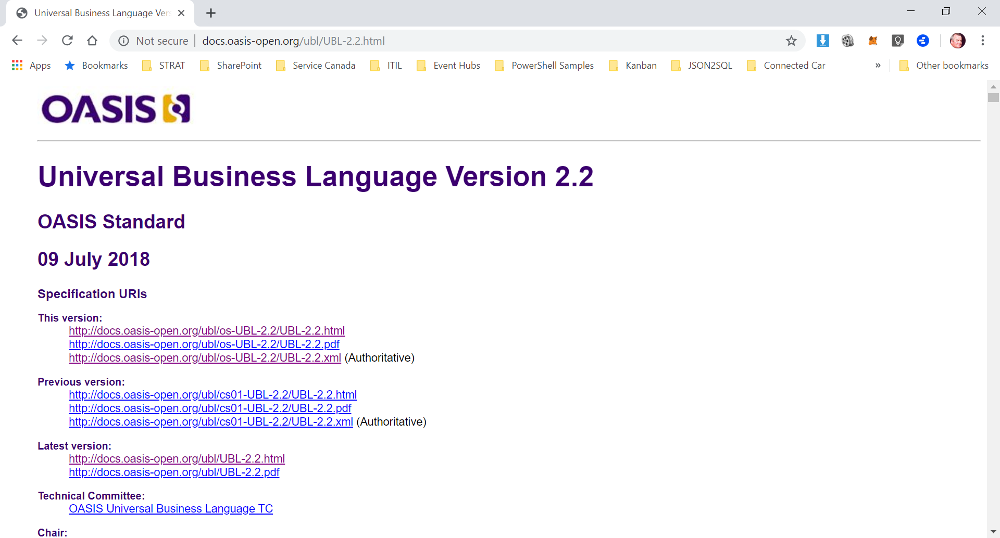 Universal Business Language Ver
Not secure
docs.oasis-open.org/ubl/UBL-2.2.html
Apps Bookmarks STRAT SharePoint Service Canada ITIL Event Hubs PowerShell Samples Kanban JSON2SQL Connected Car » Other bookmarks
OASIS
Universal Business Language Version 2.2
OASIS Standard
09 July 2018
Specification URIs
This version:
http://docs.oasis-open.org/ubl/os-UBL-2.2/UBL-2.2.html
http://docs.oasis-open.org/ubl/os-UBL-2.2/UBL-2.2.pdf
http://docs.oasis-open.org/ubl/os-UBL-2.2/UBL-2.2.xml (Authoritative)
Previous version:
http://docs.oasis-open.org/ubl/cs01-UBL-2.2/UBL-2.2.html
http://docs.oasis-open.org/ubl/cs01-UBL-2.2/UBL-2.2.pdf
http://docs.oasis-open.org/ubl/cs01-UBL-2.2/UBL-2.2.xml (Authoritative)
Latest version:
http://docs.oasis-open.org/ubl/UBL-2.2.html
http://docs.oasis-open.org/ubl/UBL-2.2.pdf
Technical Committee:
OASIS Universal Business Language TC
Chair: